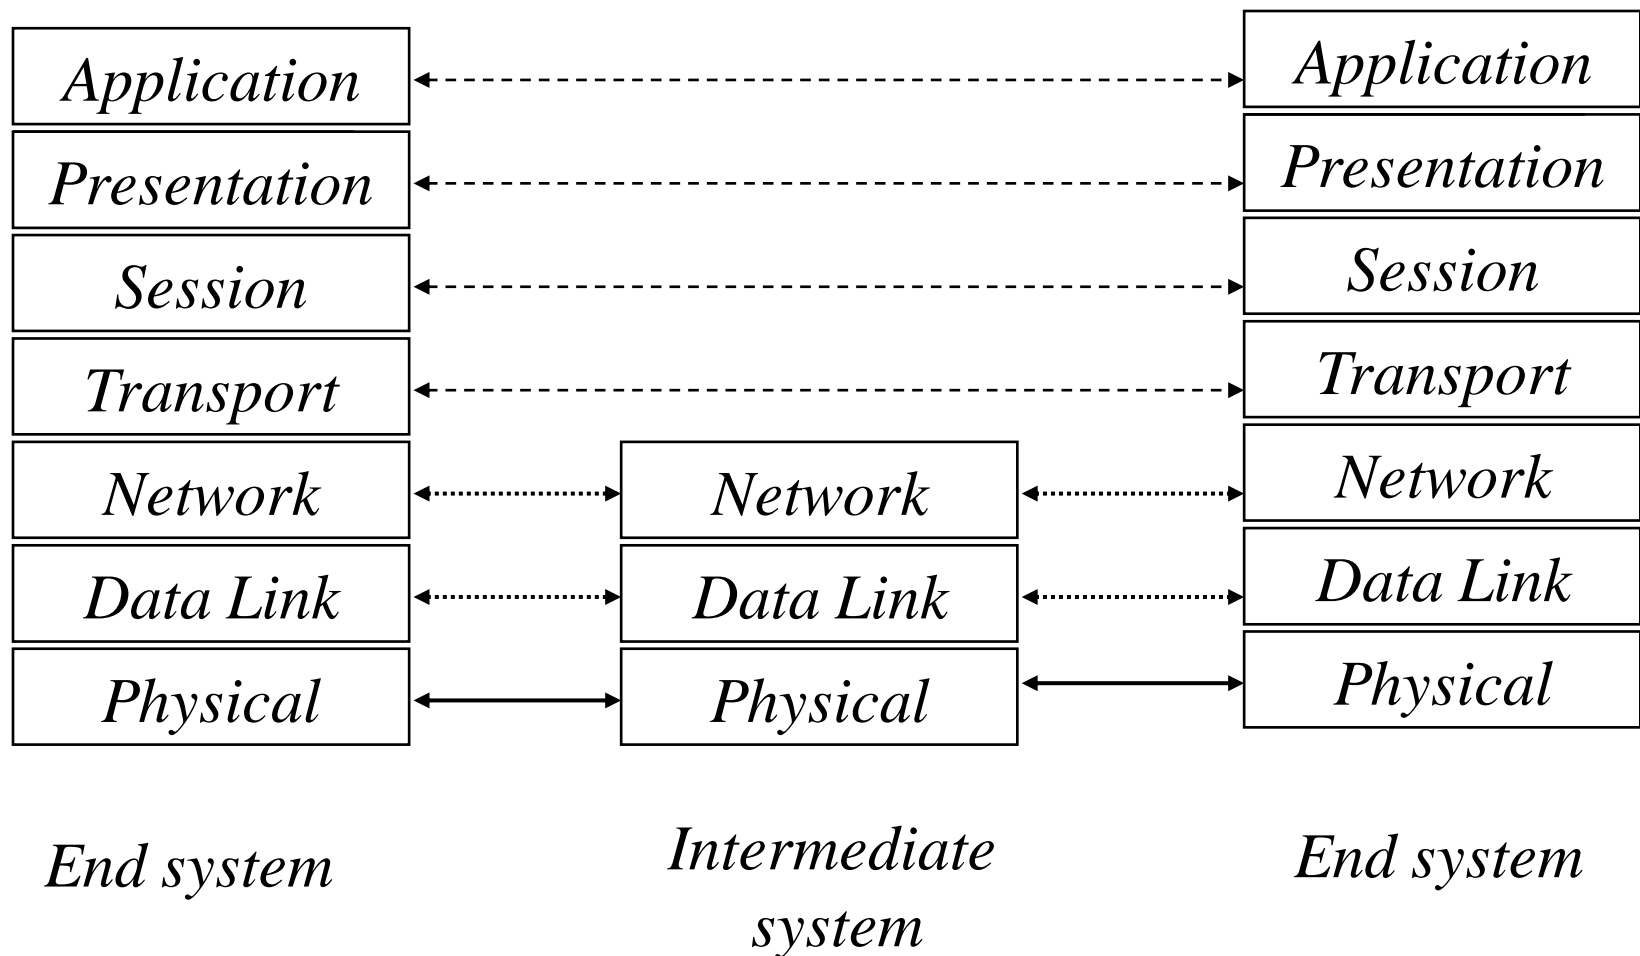 Application
Presentation
Session
Transport
Network
Data Link
Physical
End system
Network
Data Link
Physical
Intermediate
system
Application
Presentation
Session
Transport
Network
Data Link
Physical
End system